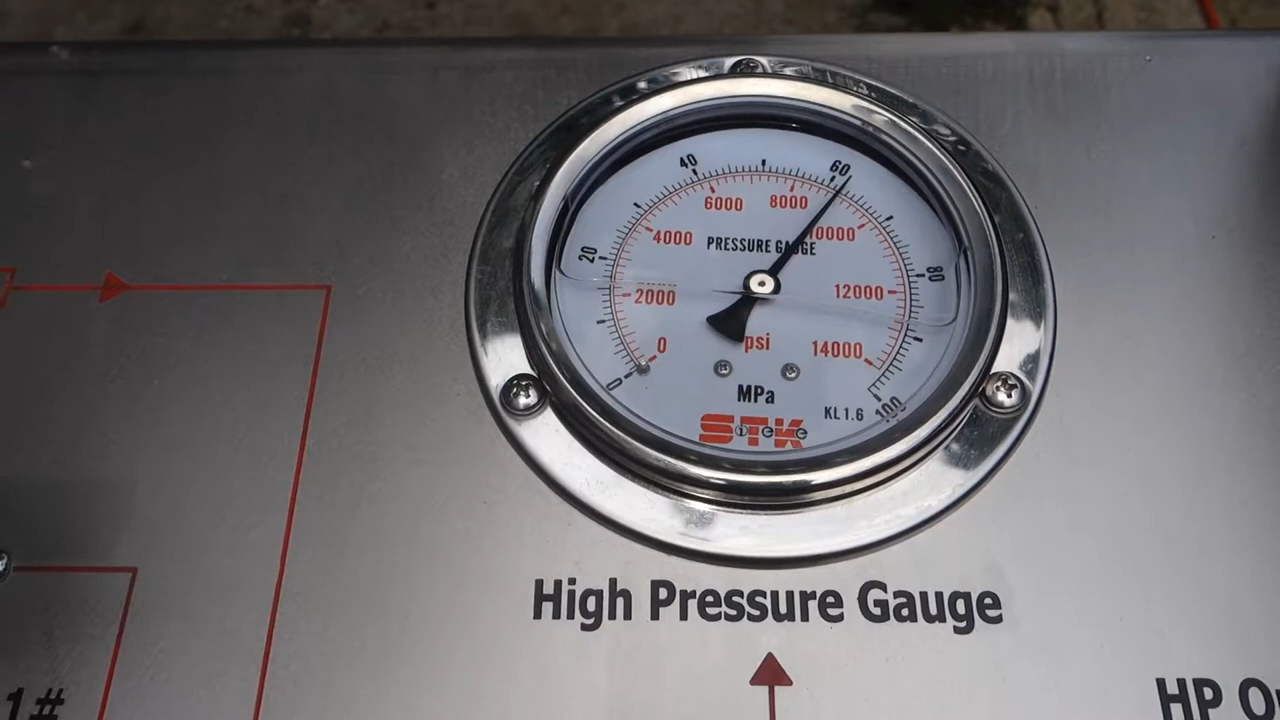 40
60
6000
8000
4000
10000
PRESSURE GAUGE
20
80
2000
12000
0
psi
14000
0
MPa
KL 1.6
100
SiTeKe
High Pressure Gauge
1#
HP O